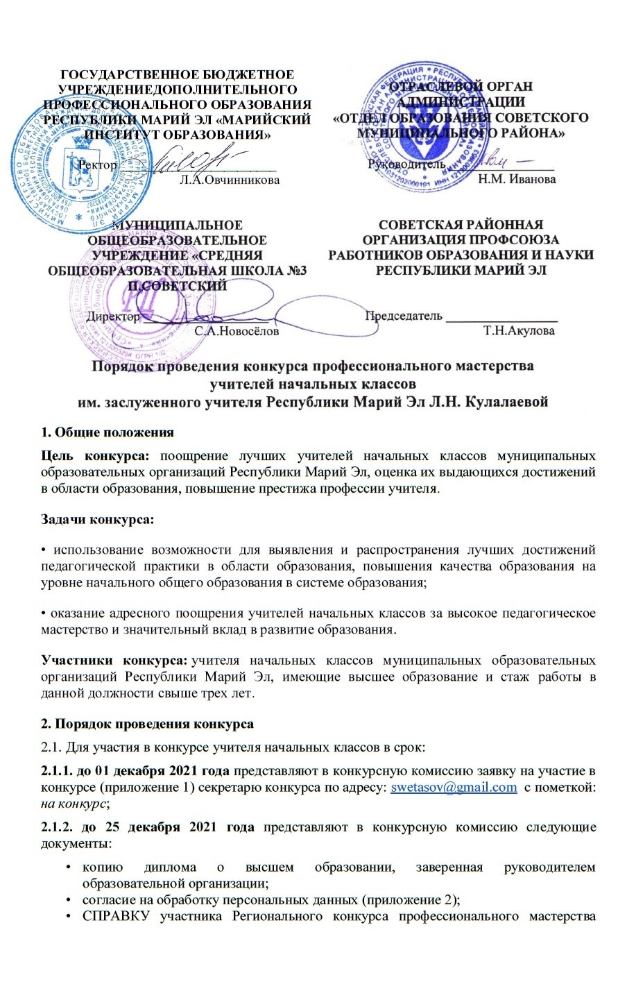 ГОСУДАРСТВЕННОЕ БЮДЖЕТНОЕ
УЧРЕЖДЕНИЕДОПОЛНИТЕЛЬНОГО
ПРОФЕССИОНАЛЬНОГО ОБРАЗОВАНИЯ
РЕСПУБЛИКИ МАРИЙ ЭЛ «МАРИЙСКИЙ
ИНСТИТУТ ОБРАЗОВАНИЯ»
Ректор
Л.А.Овчинникова
ОТРАСЛЕВОЙ ОРГАН
АДМИНИСТРАЦИИ
«ОТДЕЛ ОБРАЗОВАНИЯ СОВЕТСКОГО
МУНИЦИПАЛЬНОГО РАЙОНА»
Руководитель
Н.М. Иванова
МУНИЦИПАЛЬНОЕ
ОБЩЕОБРАЗОВАТЕЛЬНОЕ
УЧРЕЖДЕНИЕ «СРЕДНЯЯ
ОБЩЕОБРАЗОВАТЕЛЬНАЯ ШКОЛА №3
П.СОВЕТСКИЙ
Директор
С.А.Новосёлов
СОВЕТСКАЯ РАЙОННАЯ
ОРГАНИЗАЦИЯ ПРОФСОЮЗА
РАБОТНИКОВ ОБРАЗОВАНИЯ И НАУКИ
РЕСПУБЛИКИ МАРИЙ ЭЛ
Председатель
Т.Н.Акулова
Порядок проведения конкурса профессионального мастерства
учителей начальных классов
им. заслуженного учителя Республики Марий Эл Л.Н. Кулалаевой
1. Общие положения
Цель конкурса: поощрение лучших учителей начальных классов муниципальных
образовательных организаций Республики Марий Эл, оценка их выдающихся достижений
в области образования, повышение престижа профессии учителя.
Задачи конкурса:
• использование возможности для выявления и распространения лучших достижений
педагогической практики в области образования, повышения качества образования на
уровне начального общего образования в системе образования;
• оказание адресного поощрения учителей начальных классов за высокое педагогическое
мастерство и значительный вклад в развитие образования.
Участники конкурса: учителя начальных классов муниципальных образовательных
организаций Республики Марий Эл, имеющие высшее образование и стаж работы в
данной должности свыше трех лет.
2. Порядок проведения конкурса
2.1. Для участия в конкурсе учителя начальных классов в срок:
2.1.1. до 01 декабря 2021 года представляют в конкурсную комиссию заявку на участие в
конкурсе (приложение 1) секретарю конкурса по адресу: swetasov@gmail.com с пометкой:
на конкурс;
2.1.2. до 25 декабря 2021 года представляют в конкурсную комиссию следующие
документы:
• копию диплома о высшем образовании, заверенная руководителем
образовательной организации;
• согласие на обработку персональных данных (приложение 2);
• СПРАВКУ участника Регионального конкурса профессионального мастерства